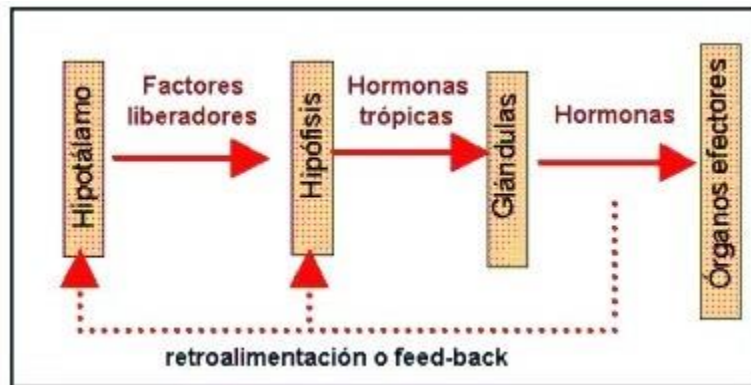 Hipotálamo
Factores
liberadores
Hipófisis
Hormonas
trópicas
Glándulas
Hormonas
Órganos efectores
retroalimentación o feed-back